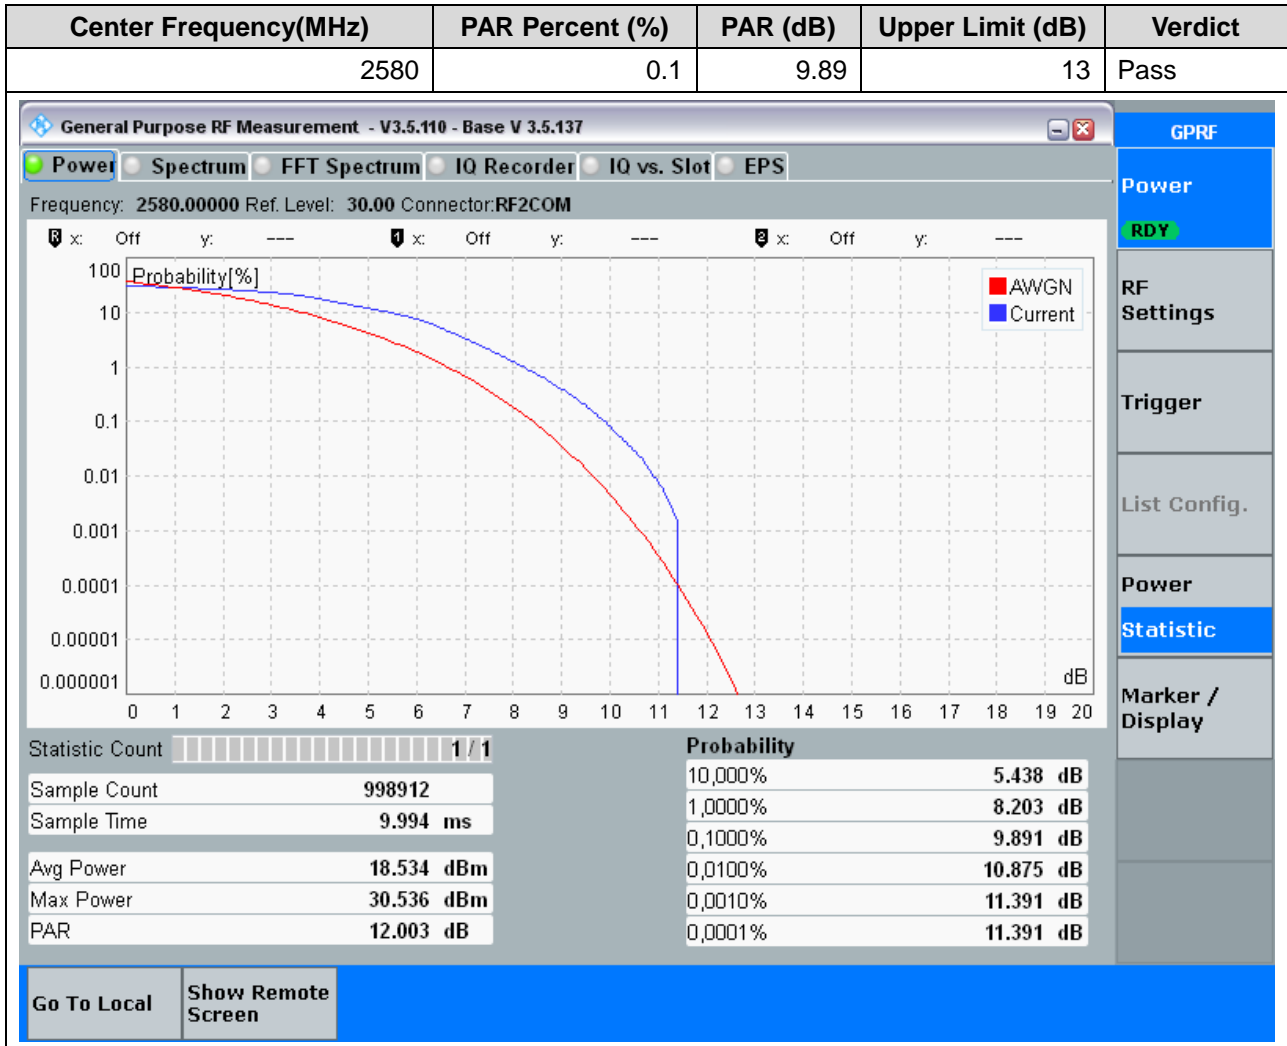 Center Frequency(MHz) PAR Percent (%) PAR (dB) Upper Limit (dB) Verdict
2580 0.1 9.89 13 Pass
General Purpose RF Measurement - V3.5.110 - Base V 3.5.137
GPRF
Power Spectrum FFT Spectrum IQ Recorder IQ vs. Slot EPS
Frequency: 2580.00000 Ref. Level: 30.00 Connector:RF2COM
R x: Off y: --- 1 x: Off y: --- 2 x: Off y: ---
Probability[%]
AWGN
Current
100
10
1
0.1
0.01
0.001
0.0001
0.00001
0.000001
dB
0 1 2 3 4 5 6 7 8 9 10 11 12 13 14 15 16 17 18 19 20
Statistic Count 1 / 1
Sample Count 998912
Sample Time 9.994 ms
Avg Power 18.534 dBm
Max Power 30.536 dBm
PAR 12.003 dB
Probability
10,000% 5.438 dB
1,0000% 8.203 dB
0,1000% 9.891 dB
0,0100% 10.875 dB
0,0010% 11.391 dB
0,0001% 11.391 dB
Power
RDY
RF
Settings
Trigger
List Config.
Power
Statistic
Marker /
Display
Go To Local
Show Remote
Screen